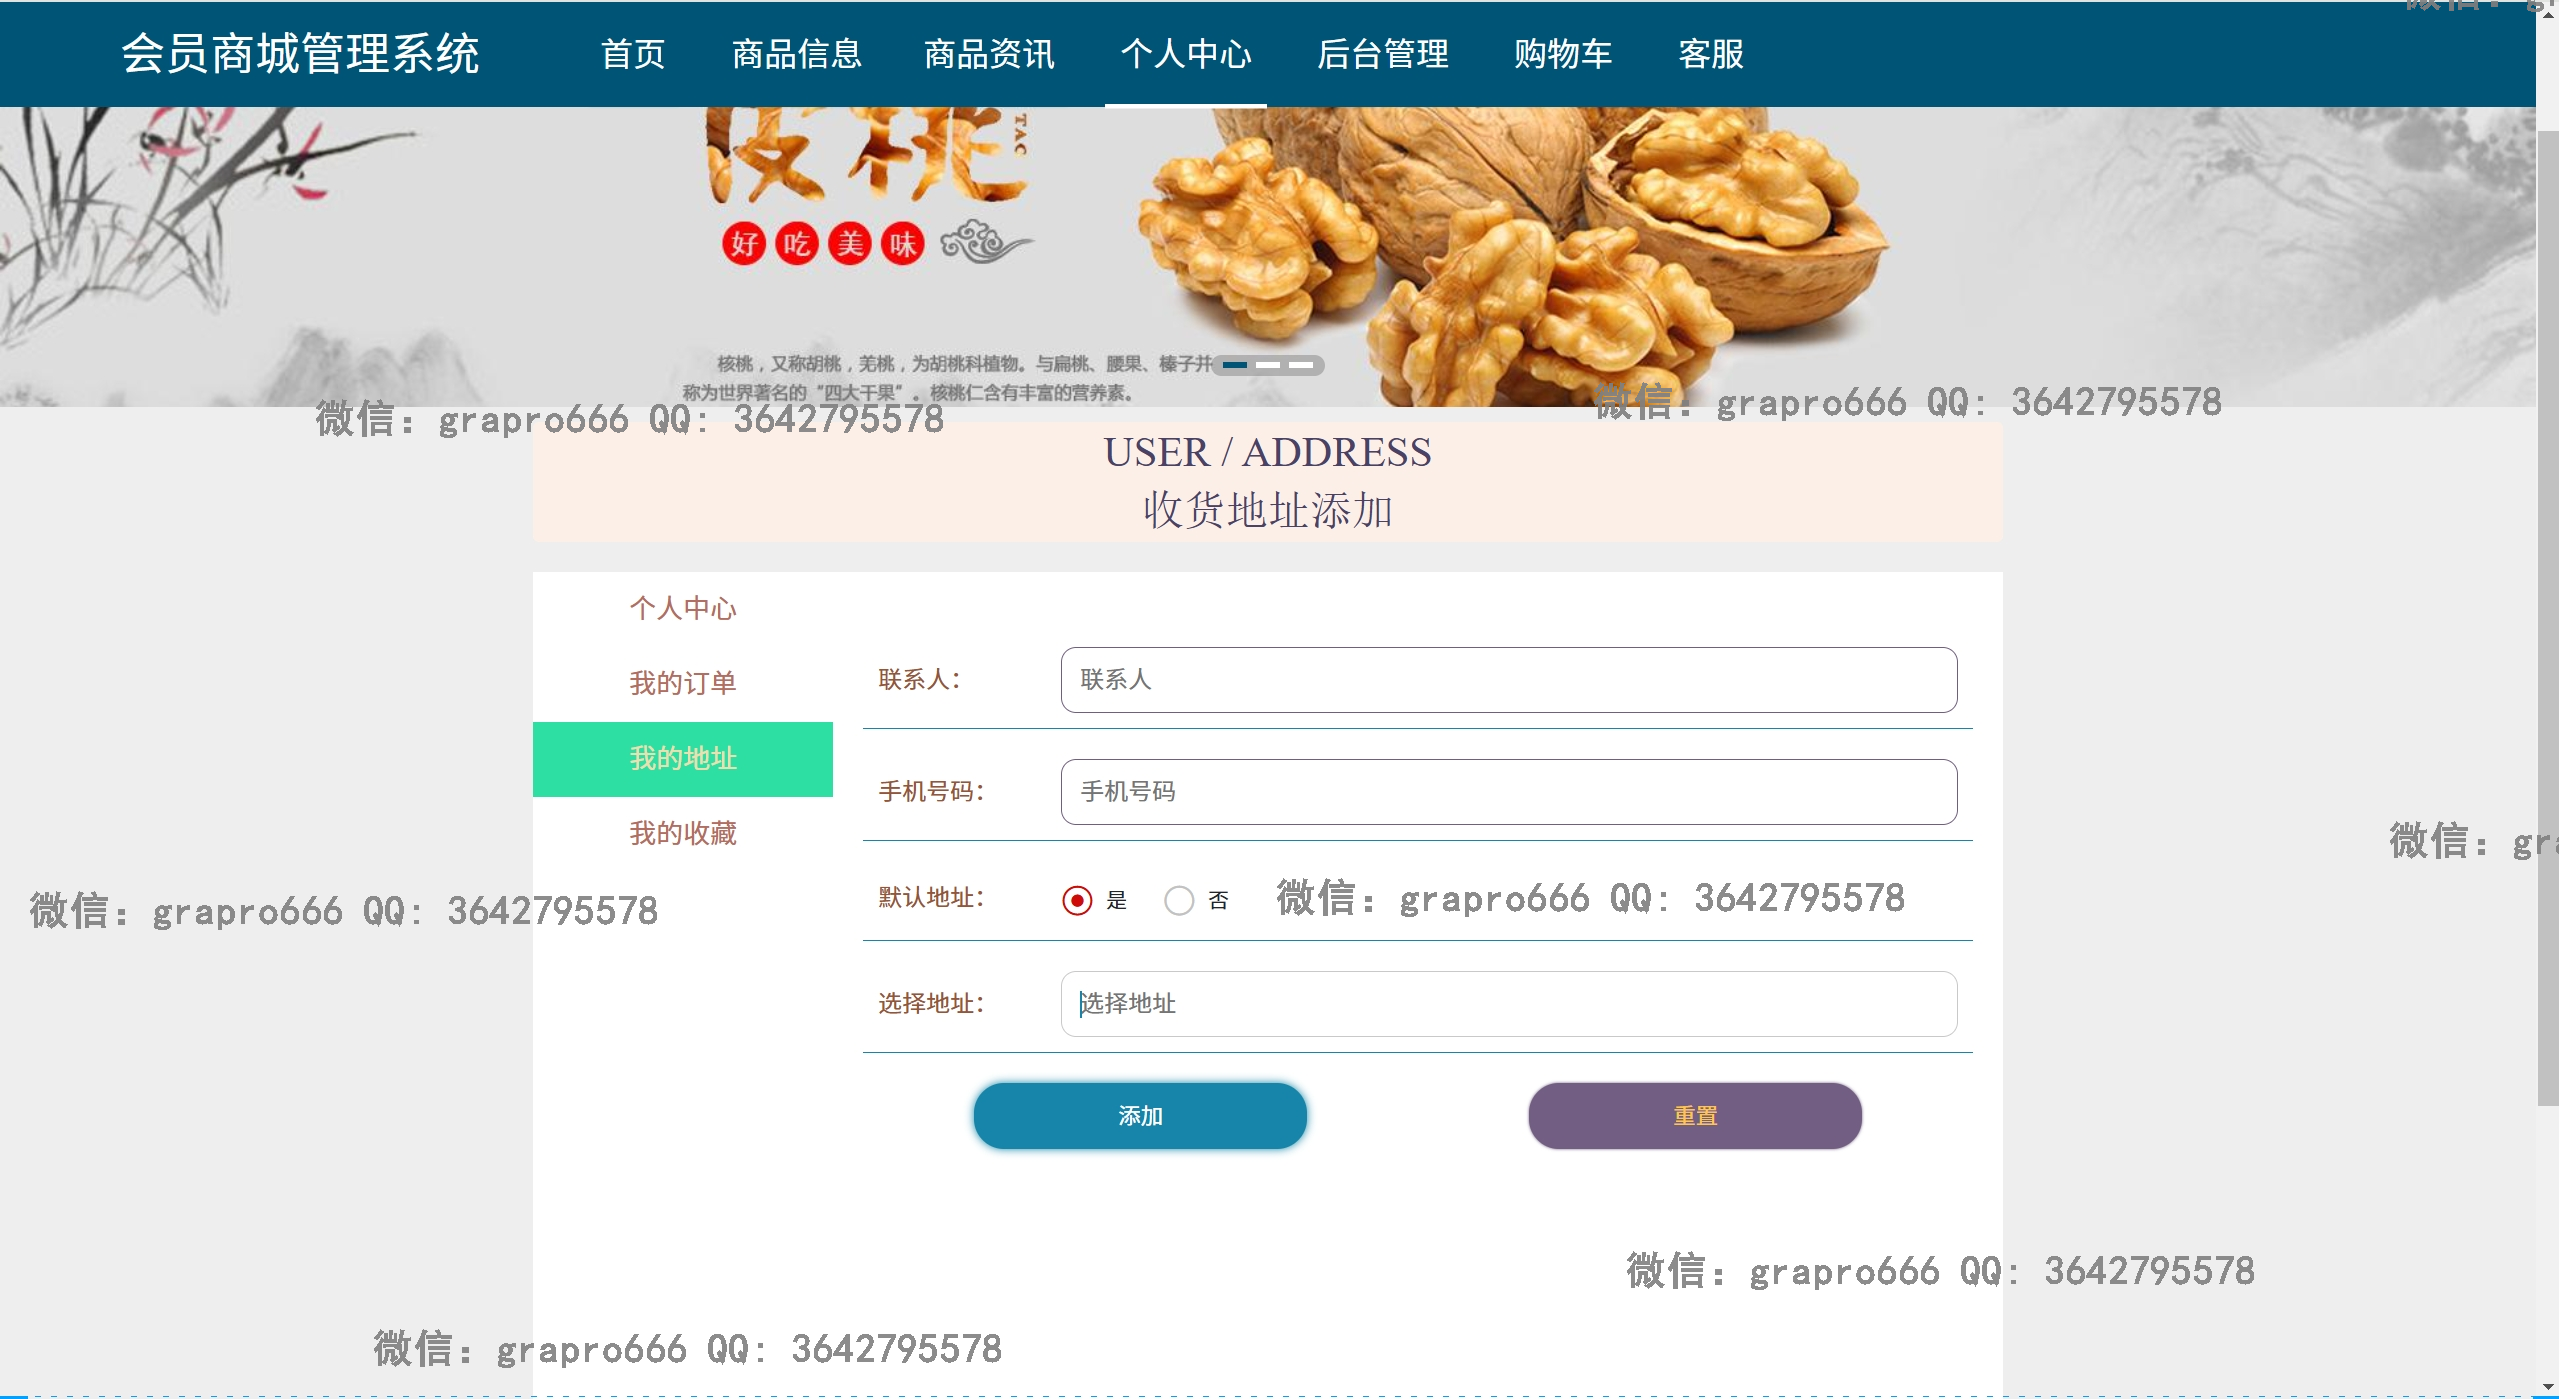 会员商城管理系统 首页 商品信息 商品资讯 个人中心 后台管理 购物车 客服
TAO
好吃美味
核桃，又称胡桃，羌桃，为胡桃科植物。与扁桃、腰果、榛子并
称为世界著名的“四大干果”。核桃仁含有丰富的营养素。
微信：grapro666 QQ: 3642795578
微信：grapro666 QQ: 3642795578
USER / ADDRESS
收货地址添加
个人中心
我的订单
我的地址
我的收藏
联系人： 联系人
手机号码： 手机号码
微信：gr
默认地址： 是 否
微信：grapro666 QQ: 3642795578
微信：grapro666 QQ: 3642795578
选择地址： 选择地址
添加 重置
微信：grapro666 QQ: 3642795578
微信：grapro666 QQ: 3642795578